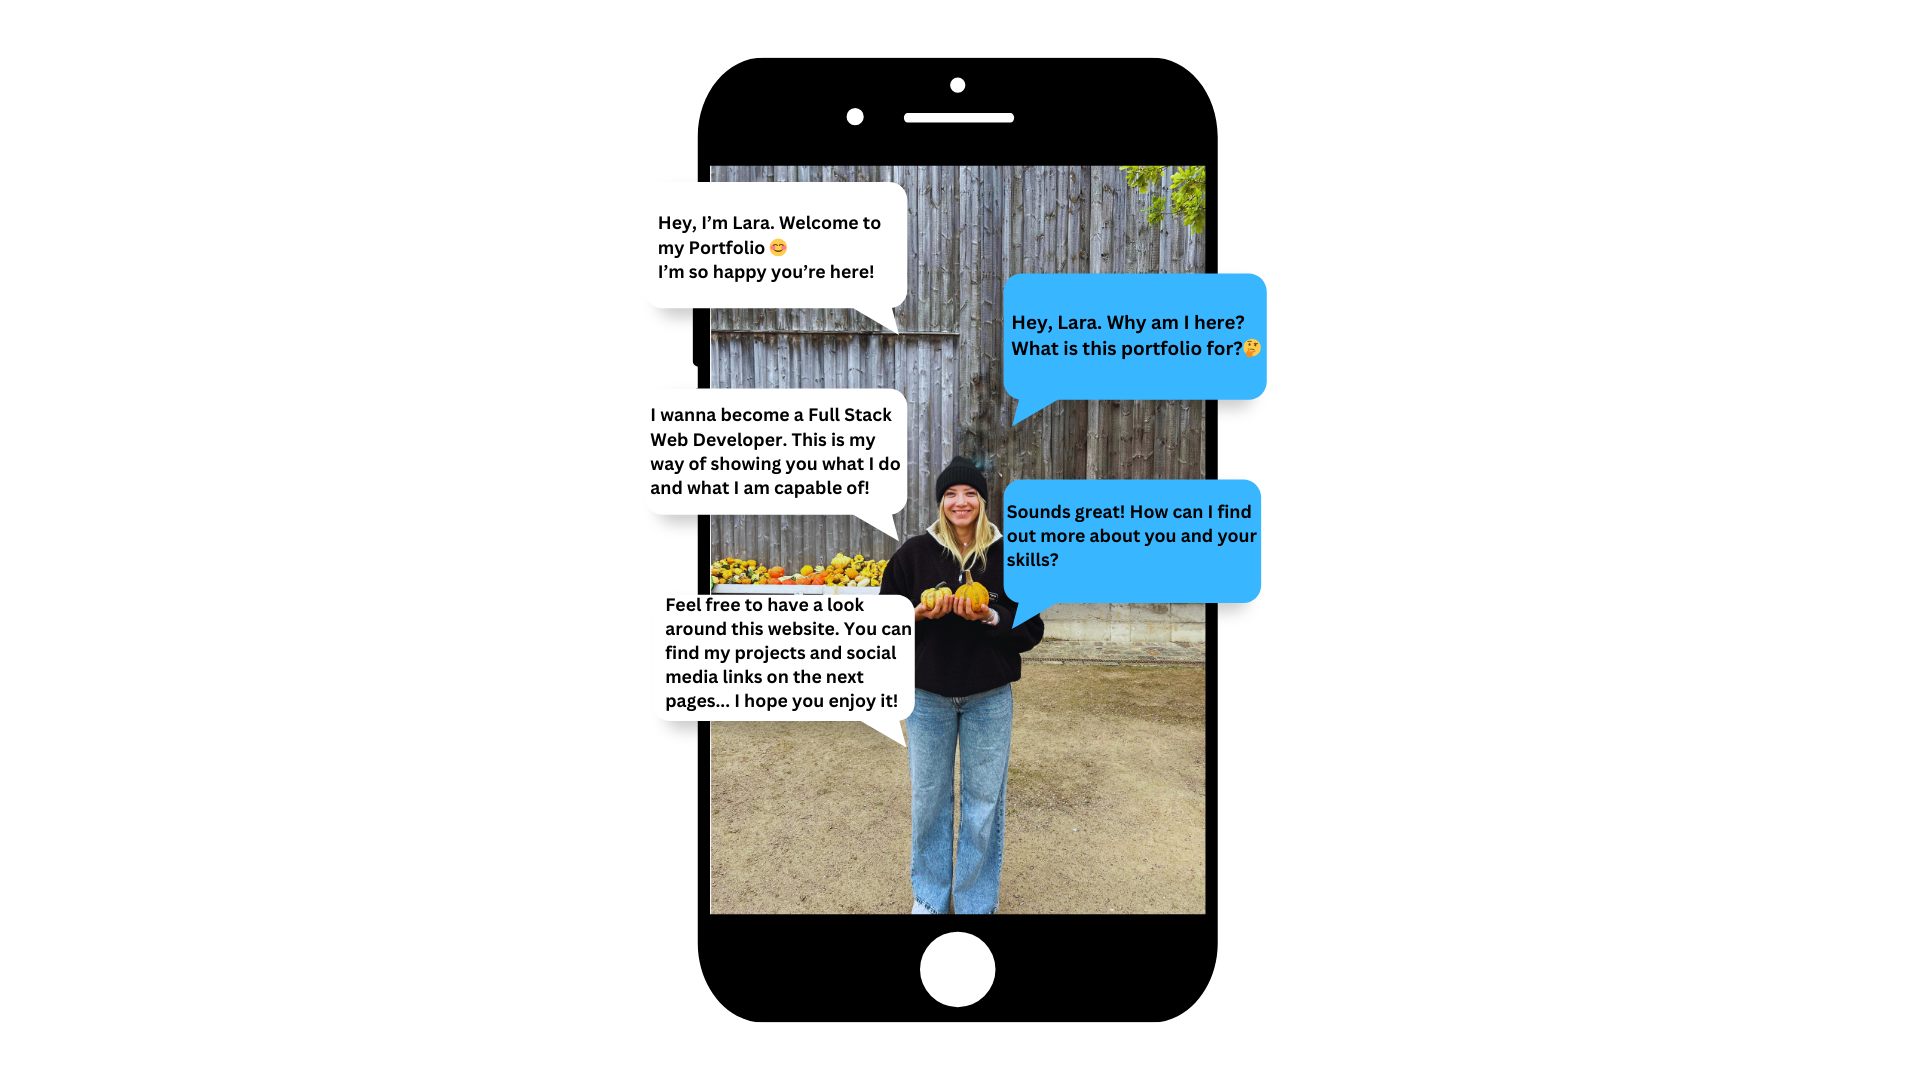 Hey, I’m Lara. Welcome to
my Portfolio 😊
I’m so happy you’re here!
Hey, Lara. Why am I here?
What is this portfolio for?🤔
I wanna become a Full Stack
Web Developer. This is my
way of showing you what I do
and what I am capable of!
Sounds great! How can I find
out more about you and your
skills?
Feel free to have a look
around this website. You can
find my projects and social
media links on the next
pages... I hope you enjoy it!